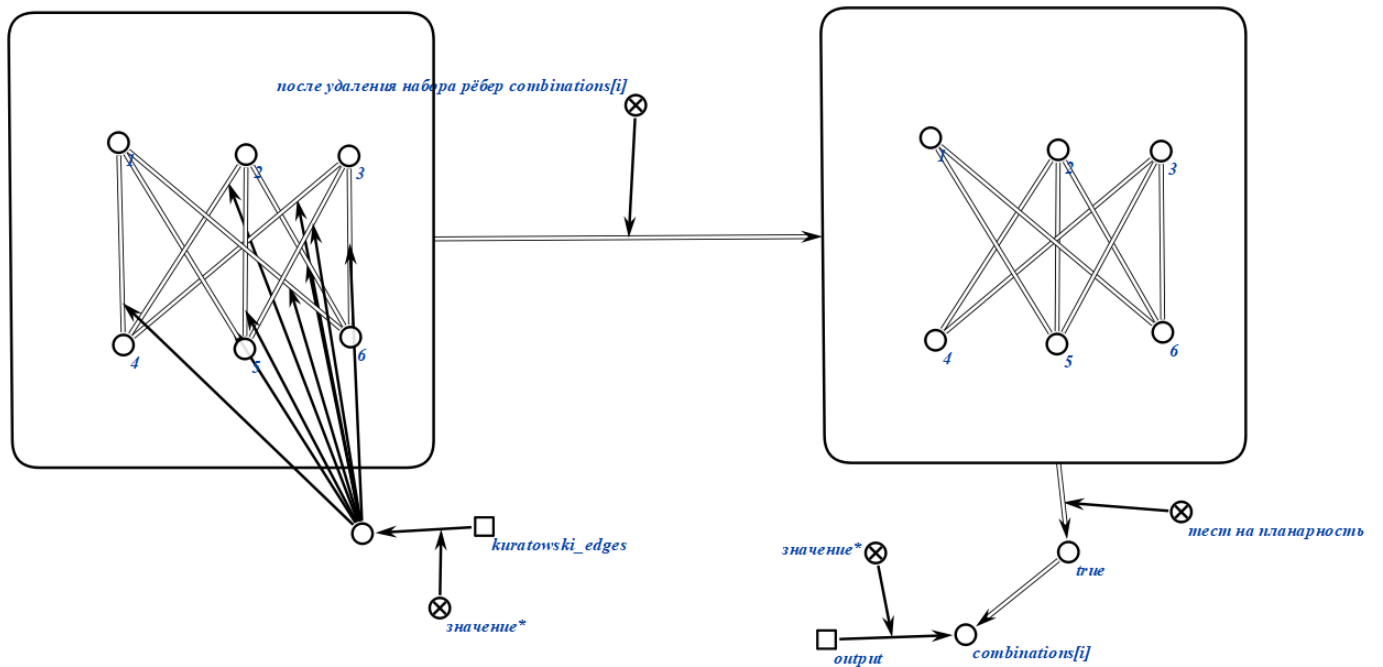 после удаления набора рёбер combinations[i]
1
2
3
4
5
6
1
2
3
4
5
6
kuratowski_edges
значение*
тест на планарность
значение*
true
output
combinations[i]